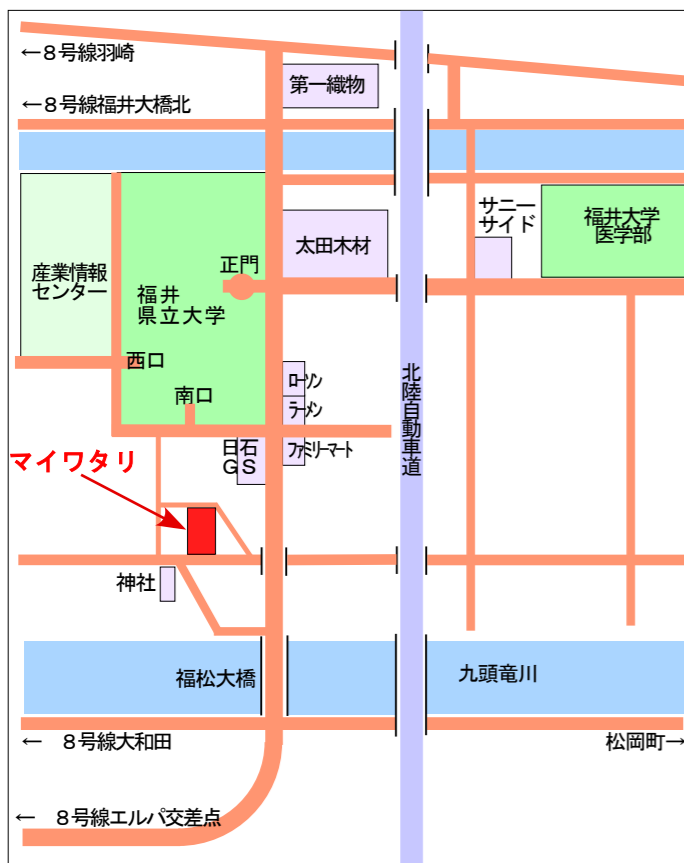 ←８号線羽崎
第一織物
←８号線福井大橋北
サニー
サイド
福井大学
医学部
太田木材
正門
産業情報
センター
福井
県立大学
西口
南口
ローソン
ラーメン
ファミリーマート
北陸自動車道
日石
ＧＳ
マイワタリ
神社
福松大橋
九頭竜川
←　８号線大和田
松岡町→
←　８号線エルパ交差点